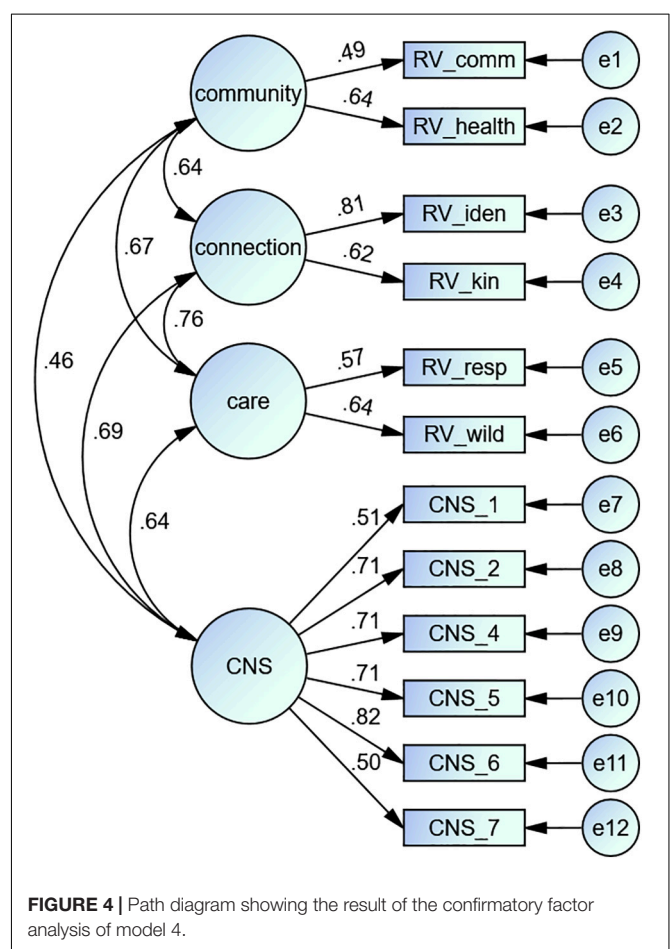 community
.49
RV_comm
e1
.64
RV_health
e2
.64
connection
.81
RV_iden
e3
.62
RV_kin
e4
.67
.76
care
.57
RV_resp
e5
.64
RV_wild
e6
.46
.69
.64
CNS
.51
CNS_1
e7
.71
CNS_2
e8
.71
CNS_4
e9
.71
CNS_5
e10
.82
CNS_6
e11
.50
CNS_7
e12
FIGURE 4 | Path diagram showing the result of the confirmatory factor
analysis of model 4.